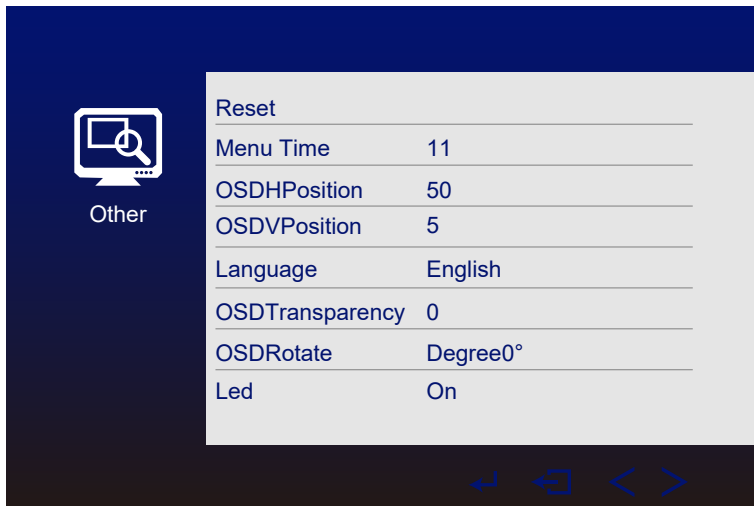 Other
Reset
Menu Time 11
OSDHPosition 50
OSDVPosition 5
Language English
OSDTransparency 0
OSDRotate Degree0°
Led On